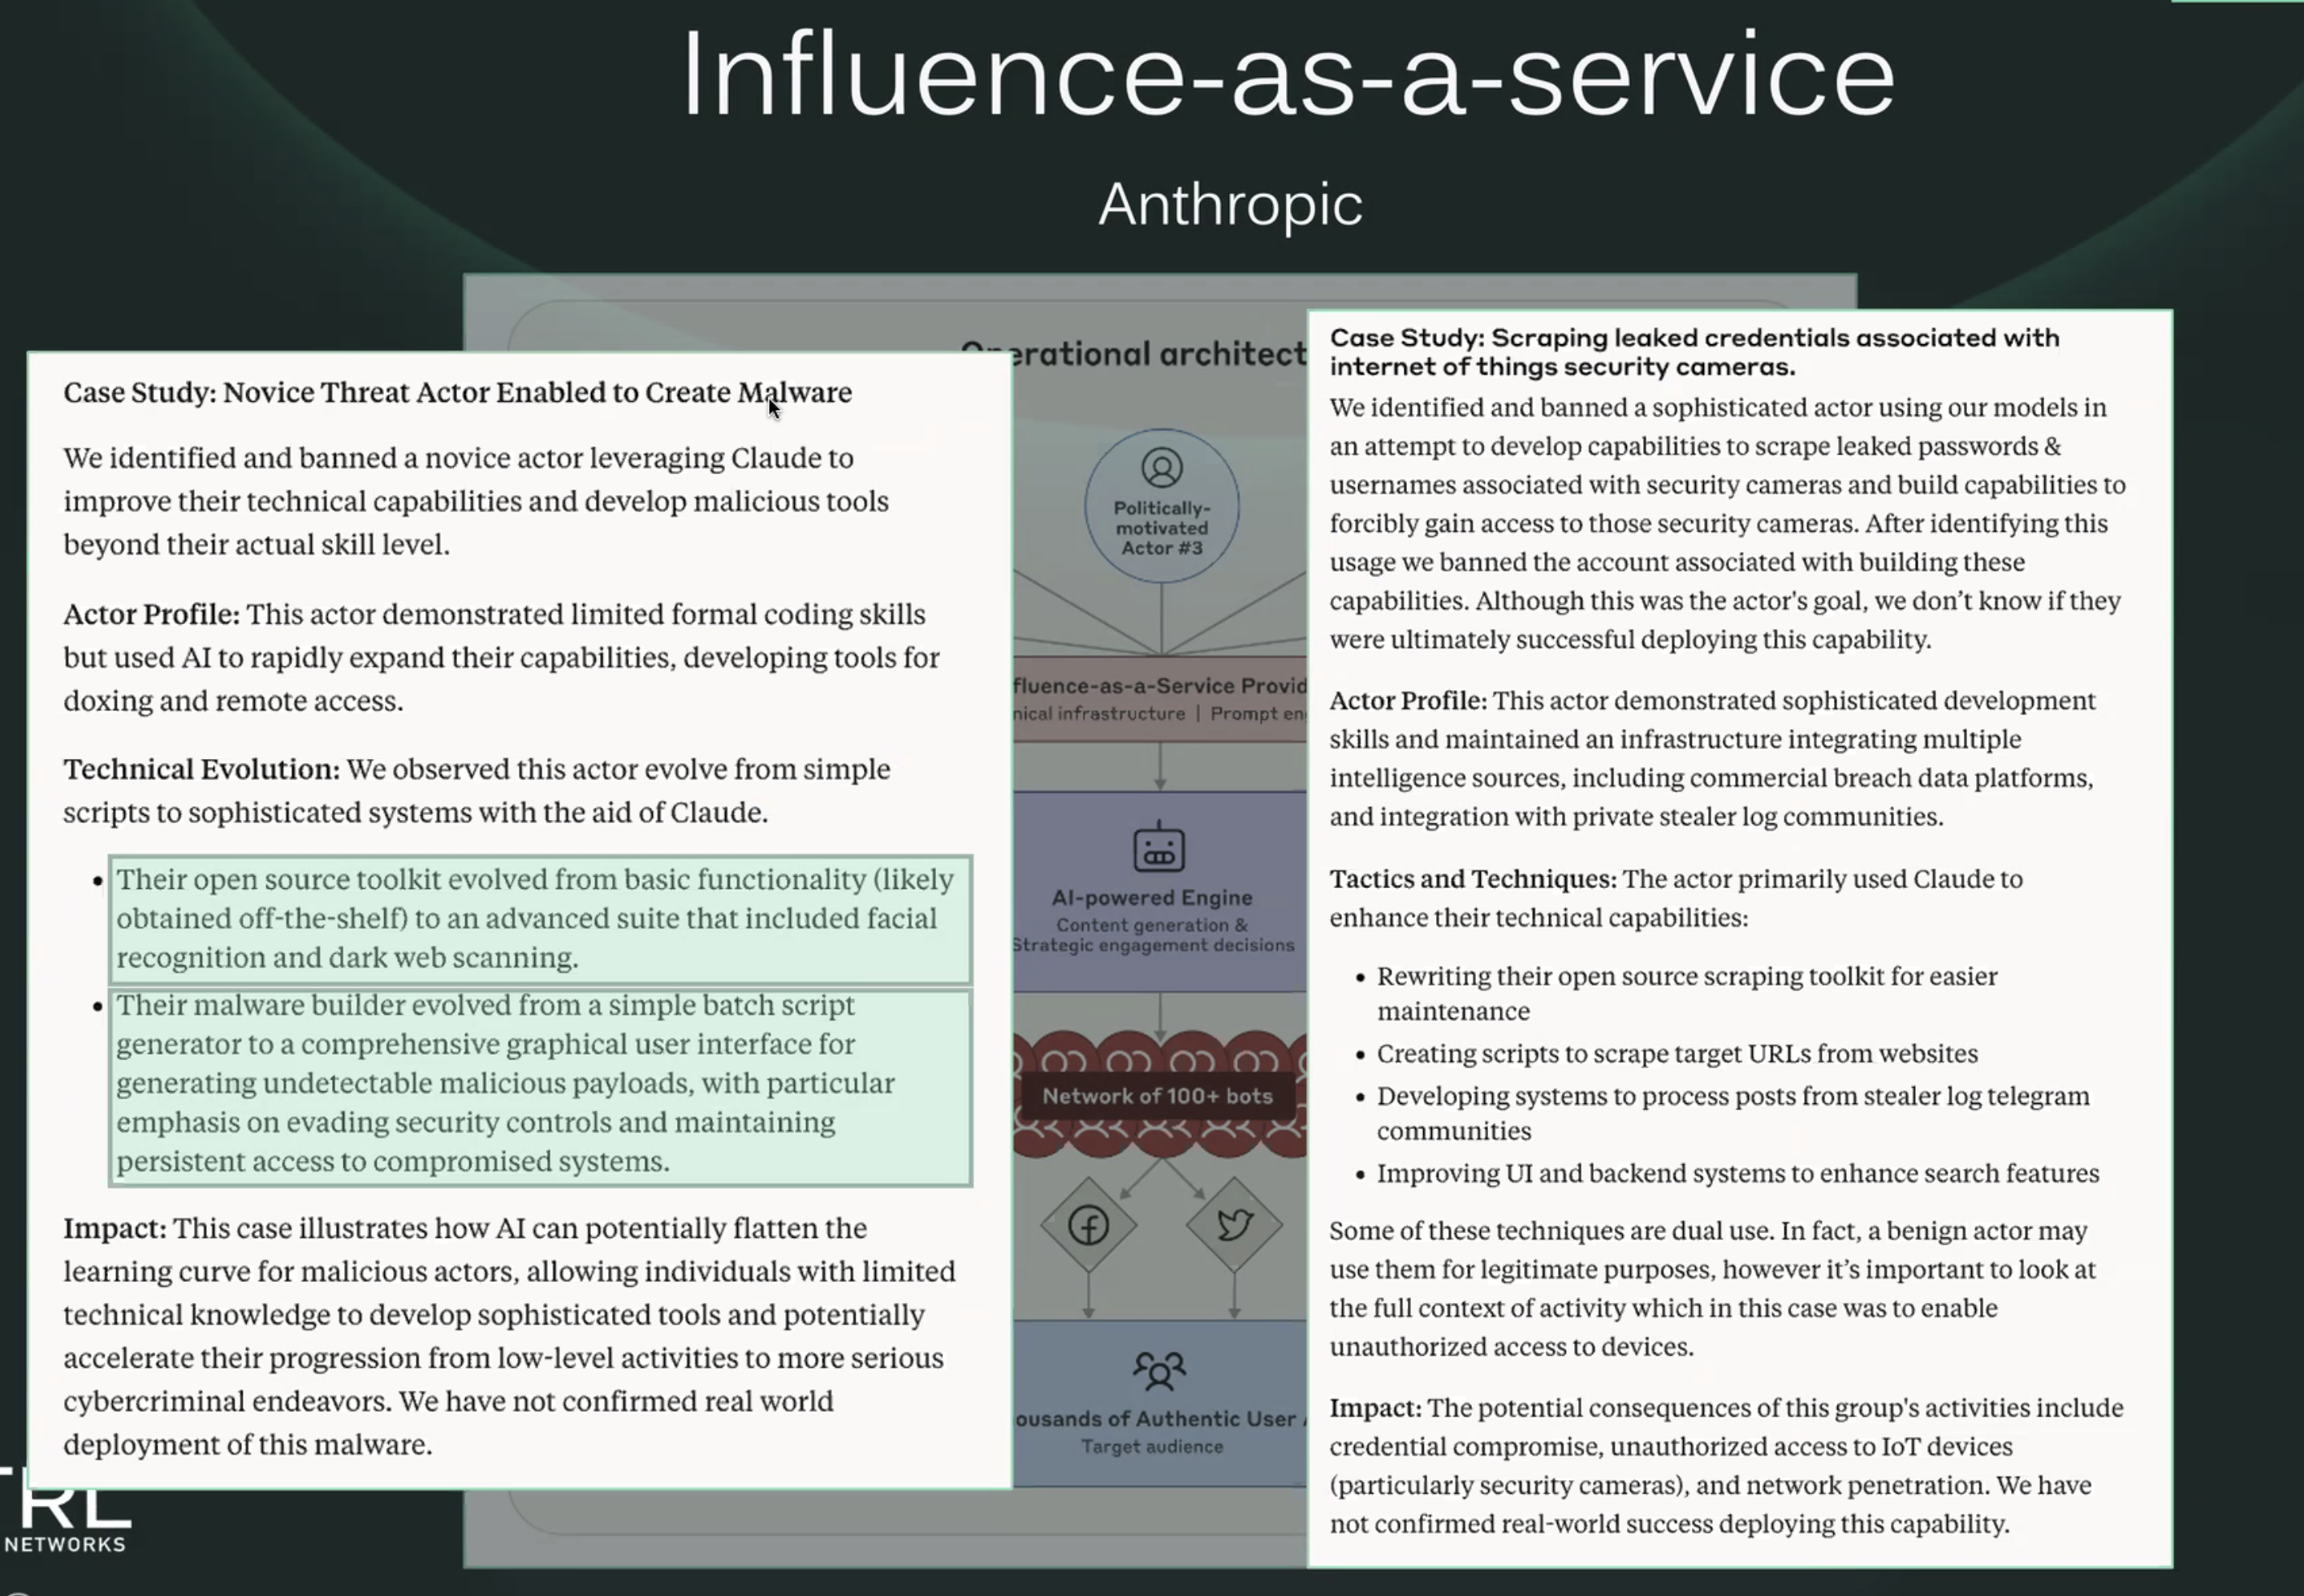 Influence-as-a-service
Anthropic
Case Study: Novice Threat Actor Enabled to Create Malware
We identified and banned a novice actor leveraging Claude to
improve their technical capabilities and develop malicious tools
beyond their actual skill level.
Actor Profile: This actor demonstrated limited formal coding skills
but used AI to rapidly expand their capabilities, developing tools for
doxing and remote access.
Technical Evolution: We observed this actor evolve from simple
scripts to sophisticated systems with the aid of Claude.
• Their open source toolkit evolved from basic functionality (likely
obtained off-the-shelf) to an advanced suite that included facial
recognition and dark web scanning.
• Their malware builder evolved from a simple batch script
generator to a comprehensive graphical user interface for
generating undetectable malicious payloads, with particular
emphasis on evading security controls and maintaining
persistent access to compromised systems.
Impact: This case illustrates how AI can potentially flatten the
learning curve for malicious actors, allowing individuals with limited
technical knowledge to develop sophisticated tools and potentially
accelerate their progression from low-level activities to more serious
cybercriminal endeavors. We have not confirmed real world
deployment of this malware.
erational architect
Politically-
motivated
Actor #3
fluence-as-a-Service Provid
nical infrastructure | Prompt en
AI-powered Engine
Content generation &
Strategic engagement decisions
Network of 100+ bots
ousands of Authentic User
Target audience
Case Study: Scraping leaked credentials associated with
internet of things security cameras.
We identified and banned a sophisticated actor using our models in
an attempt to develop capabilities to scrape leaked passwords &
usernames associated with security cameras and build capabilities to
forcibly gain access to those security cameras. After identifying this
usage we banned the account associated with building these
capabilities. Although this was the actor's goal, we don’t know if they
were ultimately successful deploying this capability.
Actor Profile: This actor demonstrated sophisticated development
skills and maintained an infrastructure integrating multiple
intelligence sources, including commercial breach data platforms,
and integration with private stealer log communities.
Tactics and Techniques: The actor primarily used Claude to
enhance their technical capabilities:
• Rewriting their open source scraping toolkit for easier
maintenance
• Creating scripts to scrape target URLs from websites
• Developing systems to process posts from stealer log telegram
communities
• Improving UI and backend systems to enhance search features
Some of these techniques are dual use. In fact, a benign actor may
use them for legitimate purposes, however it’s important to look at
the full context of activity which in this case was to enable
unauthorized access to devices.
Impact: The potential consequences of this group's activities include
credential compromise, unauthorized access to IoT devices
(particularly security cameras), and network penetration. We have
not confirmed real-world success deploying this capability.
TRL
NETWORKS